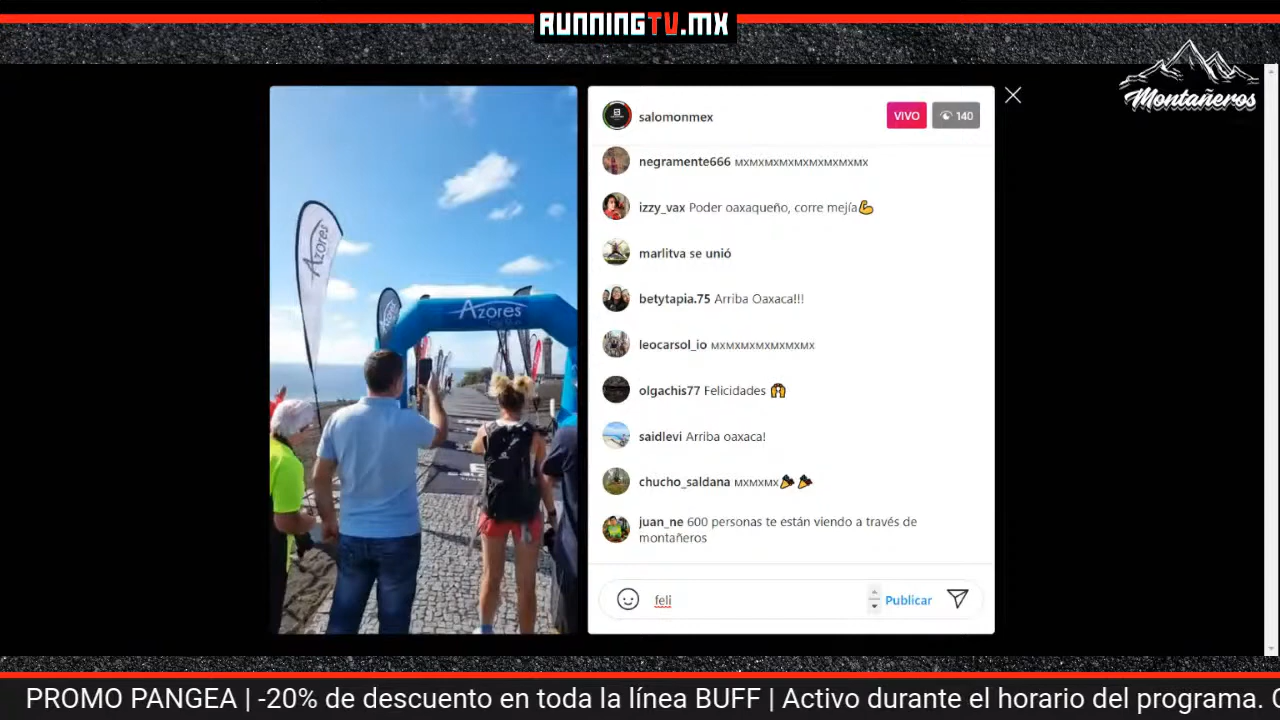 RUNNINGTV.MX
Montañeros
salomonmex
VIVO
140
negramente666 MXMXMXMXMXMXMXMXMX
izzy_vax Poder oaxaqueño, corre mejía💪
marlitva se unió
betytapia.75 Arriba Oaxaca!!!
leocarsol_io MXMXMXMXMXMXMX
olgachis77 Felicidades 🙌
saidlevi Arriba oaxaca!
chucho_saldana MXMXMX🎉🎉
juan_ne 600 personas te están viendo a través de
montañeros
feli
Publicar
Azores
Azores
PROMO PANGEA | -20% de descuento en toda la línea BUFF | Activo durante el horario del programa.